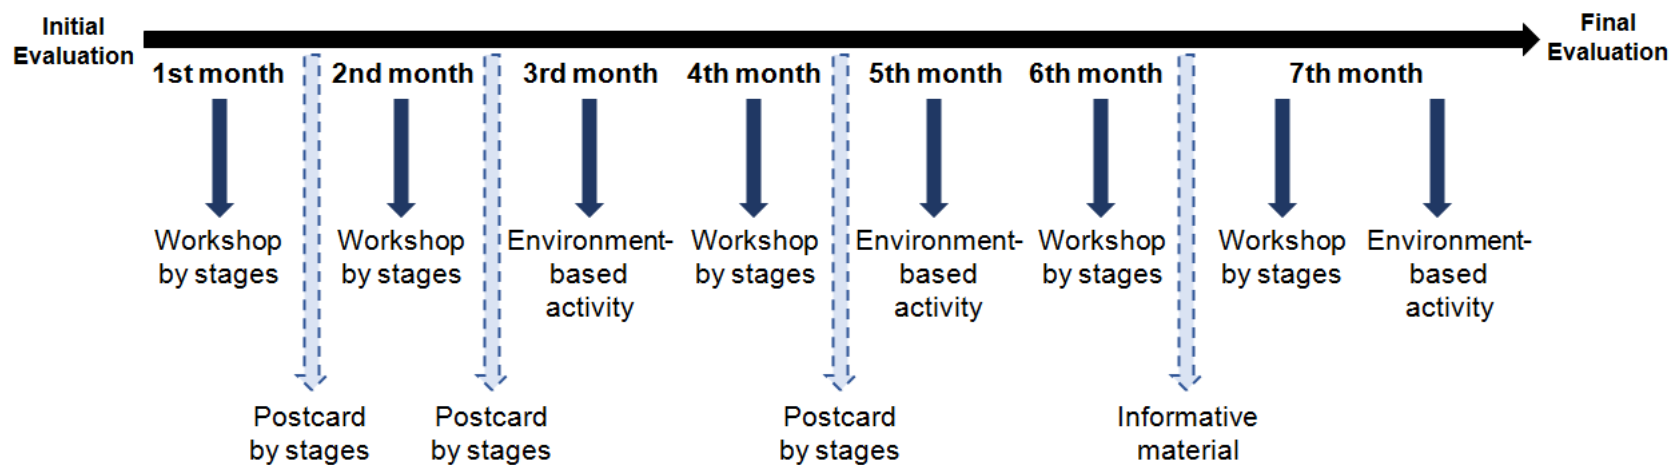 Initial
Evaluation
Final
Evaluation
1st month
2nd month
3rd month
4th month
5th month
6th month
7th month
Workshop
by stages
Workshop
by stages
Environment-
based
activity
Workshop
by stages
Environment-
based
activity
Workshop
by stages
Workshop
by stages
Environment-
based
activity
Postcard
by stages
Postcard
by stages
Postcard
by stages
Informative
material